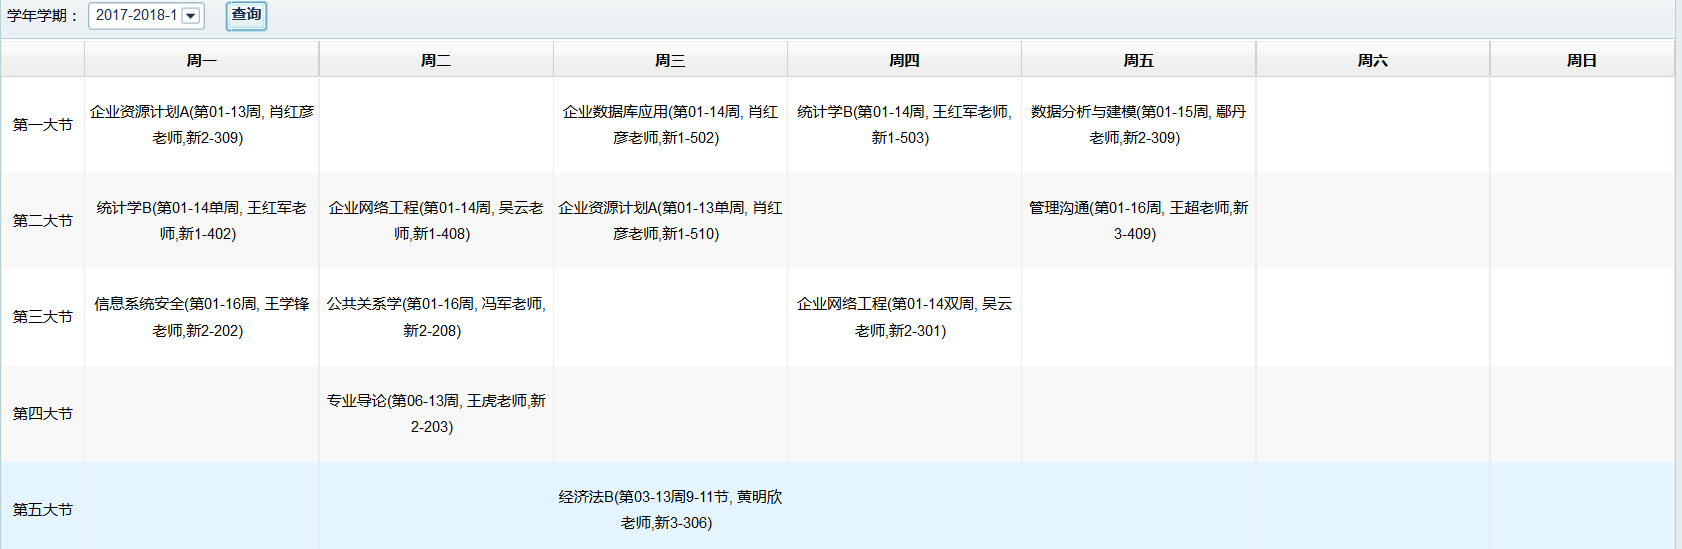 学年学期： 2017-2018-1 查询
周一 周二 周三 周四 周五 周六 周日
企业资源计划A(第01-13周, 肖红彦 企业数据库应用(第01-14周, 肖红 统计学B(第01-14周, 王红军老师, 数据分析与建模(第01-15周, 鄢丹
第一大节
老师,新2-309) 彦老师,新1-502) 新1-503) 老师,新2-309)
统计学B(第01-14单周, 王红军老 企业网络工程(第01-14周, 吴云老 企业资源计划A(第01-13单周, 肖红 管理沟通(第01-16周, 王超老师,新
第二大节
师,新1-402) 师,新1-408) 彦老师,新1-510) 3-409)
信息系统安全(第01-16周, 王学锋 公共关系学(第01-16周, 冯军老师, 企业网络工程(第01-14双周, 吴云
第三大节
老师,新2-202) 新2-208) 老师,新2-301)
专业导论(第06-13周, 王虎老师,新
第四大节
2-203)
经济法B(第03-13周9-11节, 黄明欣
第五大节
老师,新3-306)